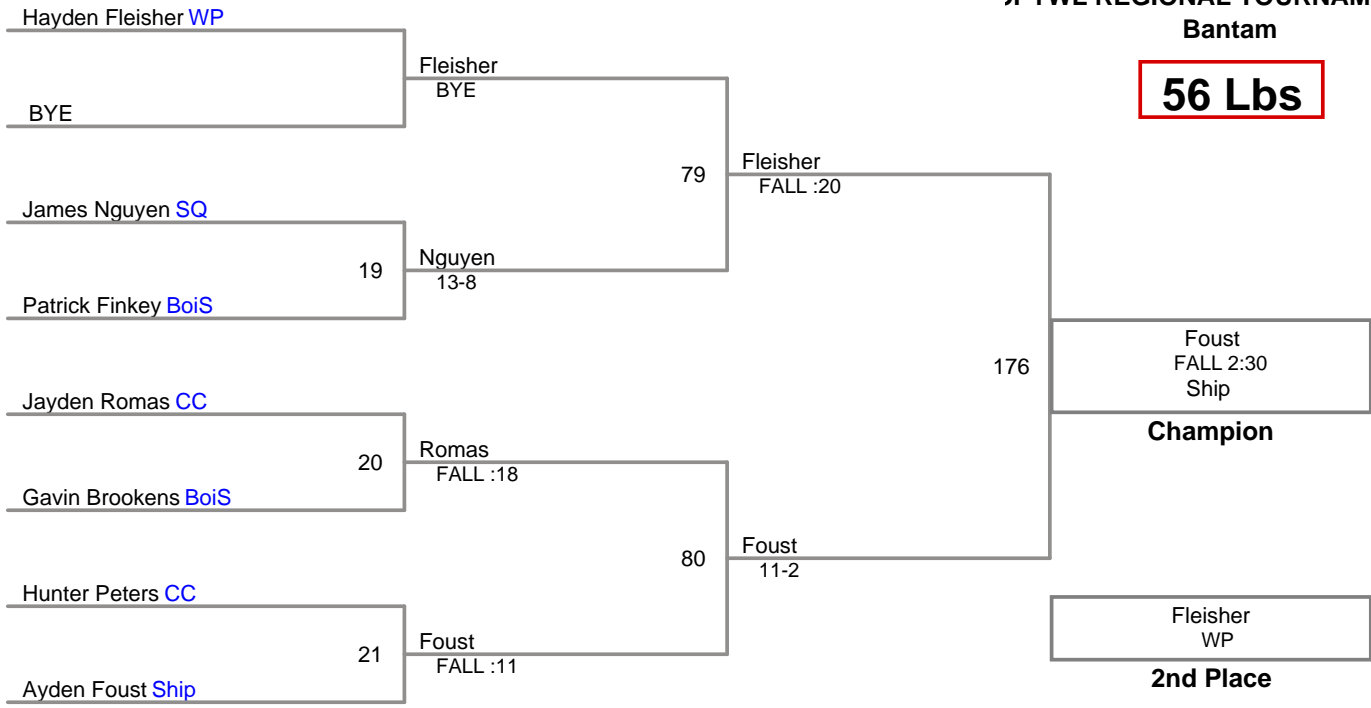 REGIONAL
Bantam
56 Lbs
Hayden Fleisher WP
BYE
James Nguyen SQ
Patrick Finkey BoiS
Jayden Romas CC
Gavin Brookens BoiS
Hunter Peters CC
Ayden Foust Ship
19
20
21
Fleisher
BYE
Nguyen
13-8
Romas
FALL :18
Foust
FALL :11
79
80
Fleisher
FALL :20
Foust
11-2
176
Foust
FALL 2:30
Ship
Champion
Fleisher
WP
2nd Place